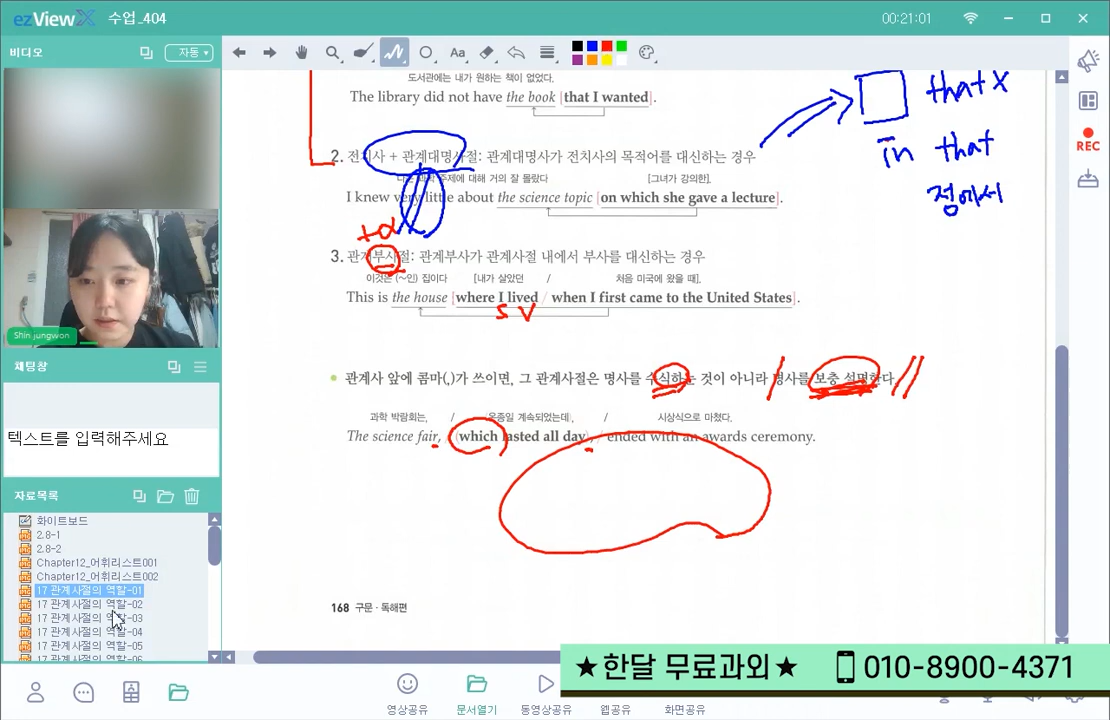 ezViewX 수업_404 00:21:01
비디오 자동
Aa
REC
Shin jungwon
채팅창
텍스트를 입력해주세요
자료목록
화이트보드
2.8-1
2.8-2
Chapter12_어휘리스트001
Chapter12_어휘리스트002
17 관계사절의 역할-01
17 관계사절의 역할-02
17 관계사절의 역할-03
17 관계사절의 역할-04
17 관계사절의 역할-05
17 관계사절의 역할-06
도서관에는 내가 원하는 책이 없었다.
The library did not have the book [that I wanted].
that X
in that
2. 전치사 + 관계대명사절: 관계대명사가 전치사의 목적어를 대신하는 경우
주제에 대해 거의 잘 몰랐다 [그녀가 강의한].
I knew very little about the science topic [on which she gave a lecture].
+α
3. 관계부사절: 관계부사가 관계사절 내에서 부사를 대신하는 경우
이것은 (~인) 집이다 [내가 살았던 / 처음 미국에 왔을 때].
This is the house [where I lived / when I first came to the United States].
S V
관계사 앞에 콤마(,)가 쓰이면, 그 관계사절은 명사를 수식하는 것이 아니라 명사를 보충 설명한다.
과학 박람회는, / 온종일 계속되었는데, / 시상식으로 마쳤다.
The science fair, / (which lasted all day), / ended with an awards ceremony.
168 구문·독해편
★한달 무료과외★ 010-8900-4371
영상공유 문서열기 동영상공유 웹공유 화면공유